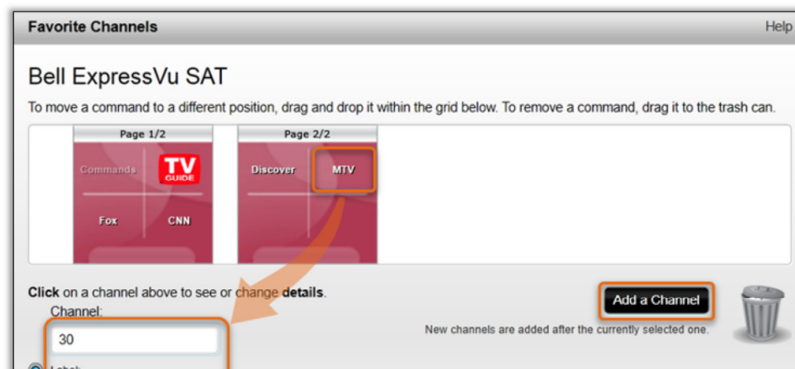 Favorite Channels
Help
Bell ExpressVu SAT
To move a command to a different position, drag and drop it within the grid below. To remove a command, drag it to the trash can.
Page 1/2
Page 2/2
Commands
TV
GUIDE
Discover
MTV
Fox
CNN
Click on a channel above to see or change details.
Add a Channel
Channel:
New channels are added after the currently selected one.
30
Label: